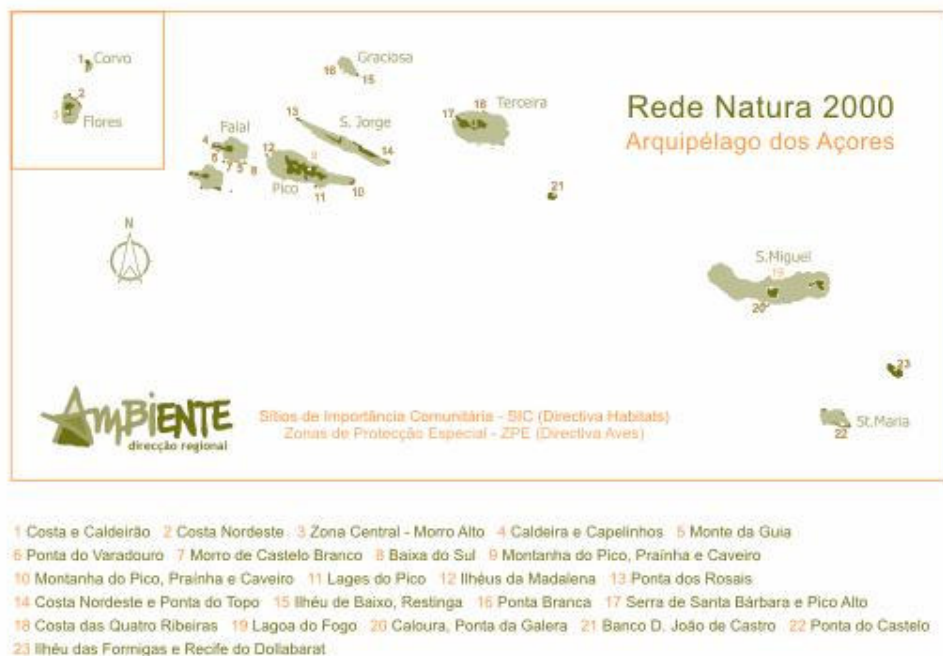 1 Corvo
2
3 Flores
Graciosa
16 15
13 S. Jorge
14
17 18 Terceira
Rede Natura 2000
Arquipélago dos Açores
Faial
4
6 7 5 8
12 9
Pico 11 10
21
N
S.Miguel
19
20
23
St.Maria
22
AMBIENTE
direcção regional
Sítios de Importância Comunitária - SIC (Directiva Habitats)
Zonas de Protecção Especial - ZPE (Directiva Aves)
1 Costa e Caldeirão 2 Costa Nordeste 3 Zona Central - Morro Alto 4 Caldeira e Capelinhos 5 Monte da Guia
6 Ponta do Varadouro 7 Morro de Castelo Branco 8 Baixa do Sul 9 Montanha do Pico, Praínha e Caveiro
10 Montanha do Pico, Praínha e Caveiro 11 Lages do Pico 12 Ilhéus da Madalena 13 Ponta dos Rosais
14 Costa Nordeste e Ponta do Topo 15 Ilhéu de Baixo, Restinga 16 Ponta Branca 17 Serra de Santa Bárbara e Pico Alto
18 Costa das Quatro Ribeiras 19 Lagoa do Fogo 20 Caloura, Ponta da Galera 21 Banco D. João de Castro 22 Ponta do Castelo
23 Ilhéu das Formigas e Recife do Dollabarat